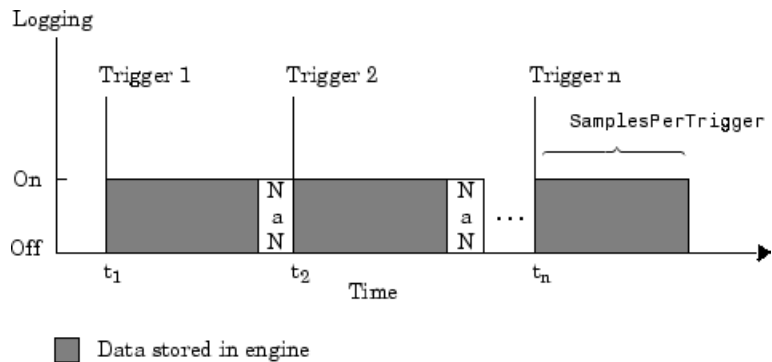 Logging
Trigger 1
Trigger 2
Trigger n
SamplesPerTrigger
On
N
a
N
N
a
N
...
Off
t1
t2
tn
Time
Data stored in engine